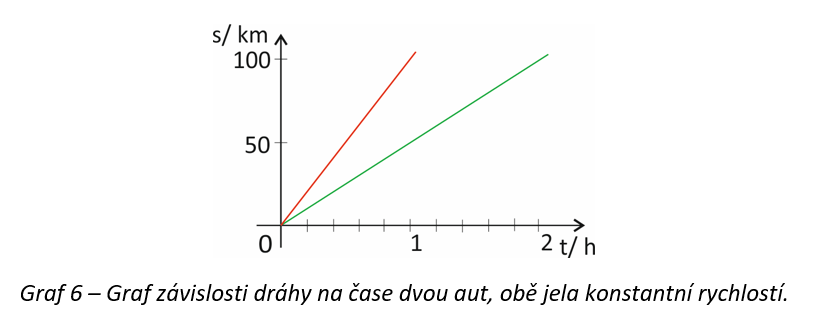 s/ km
100
50
0
1
2 t/ h
Graf 6 – Graf závislosti dráhy na čase dvou aut, obě jela konstantní rychlostí.